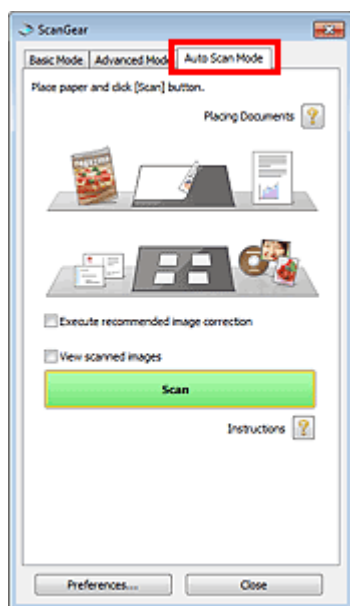 ScanGear
Basic Mode Advanced Mode Auto Scan Mode
Place paper and click [Scan] button.
Placing Documents
magazine
Execute recommended image correction
View scanned images
Scan
Instructions
Preferences... Close